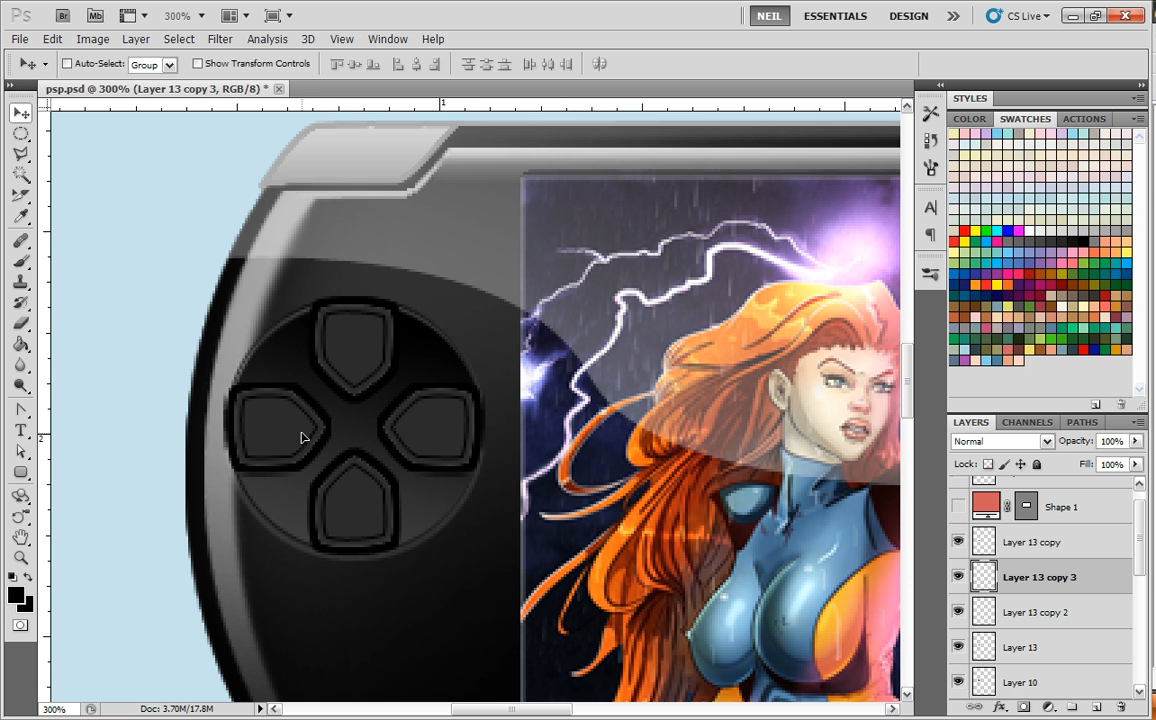 Ps Br Mb 300% NEIL ESSENTIALS DESIGN CS Live
File Edit Image Layer Select Filter Analysis 3D View Window Help
Auto-Select: Group Show Transform Controls
psp.psd @ 300% (Layer 13 copy 3, RGB/8) *
1
2
STYLES
COLOR SWATCHES ACTIONS
LAYERS CHANNELS PATHS
Normal Opacity: 100%
Lock: Fill: 100%
Shape 1
Layer 13 copy
Layer 13 copy 3
Layer 13 copy 2
Layer 13
Layer 10
300% Doc: 3.70M/17.8M